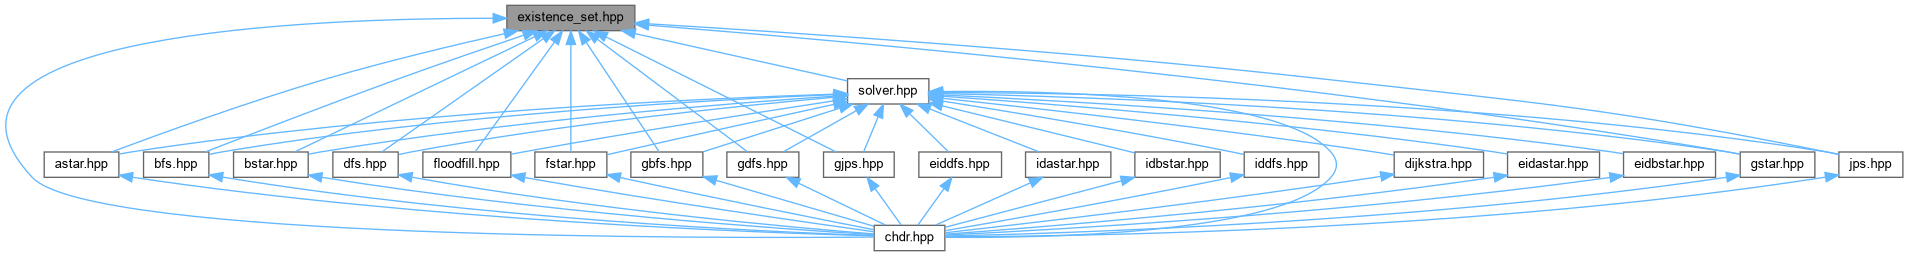 existence_set.hpp
solver.hpp
astar.hpp
bfs.hpp
bstar.hpp
dfs.hpp
floodfill.hpp
fstar.hpp
gbfs.hpp
gdfs.hpp
gjps.hpp
eiddfs.hpp
idastar.hpp
idbstar.hpp
iddfs.hpp
dijkstra.hpp
eidastar.hpp
eidbstar.hpp
gstar.hpp
jps.hpp
chdr.hpp